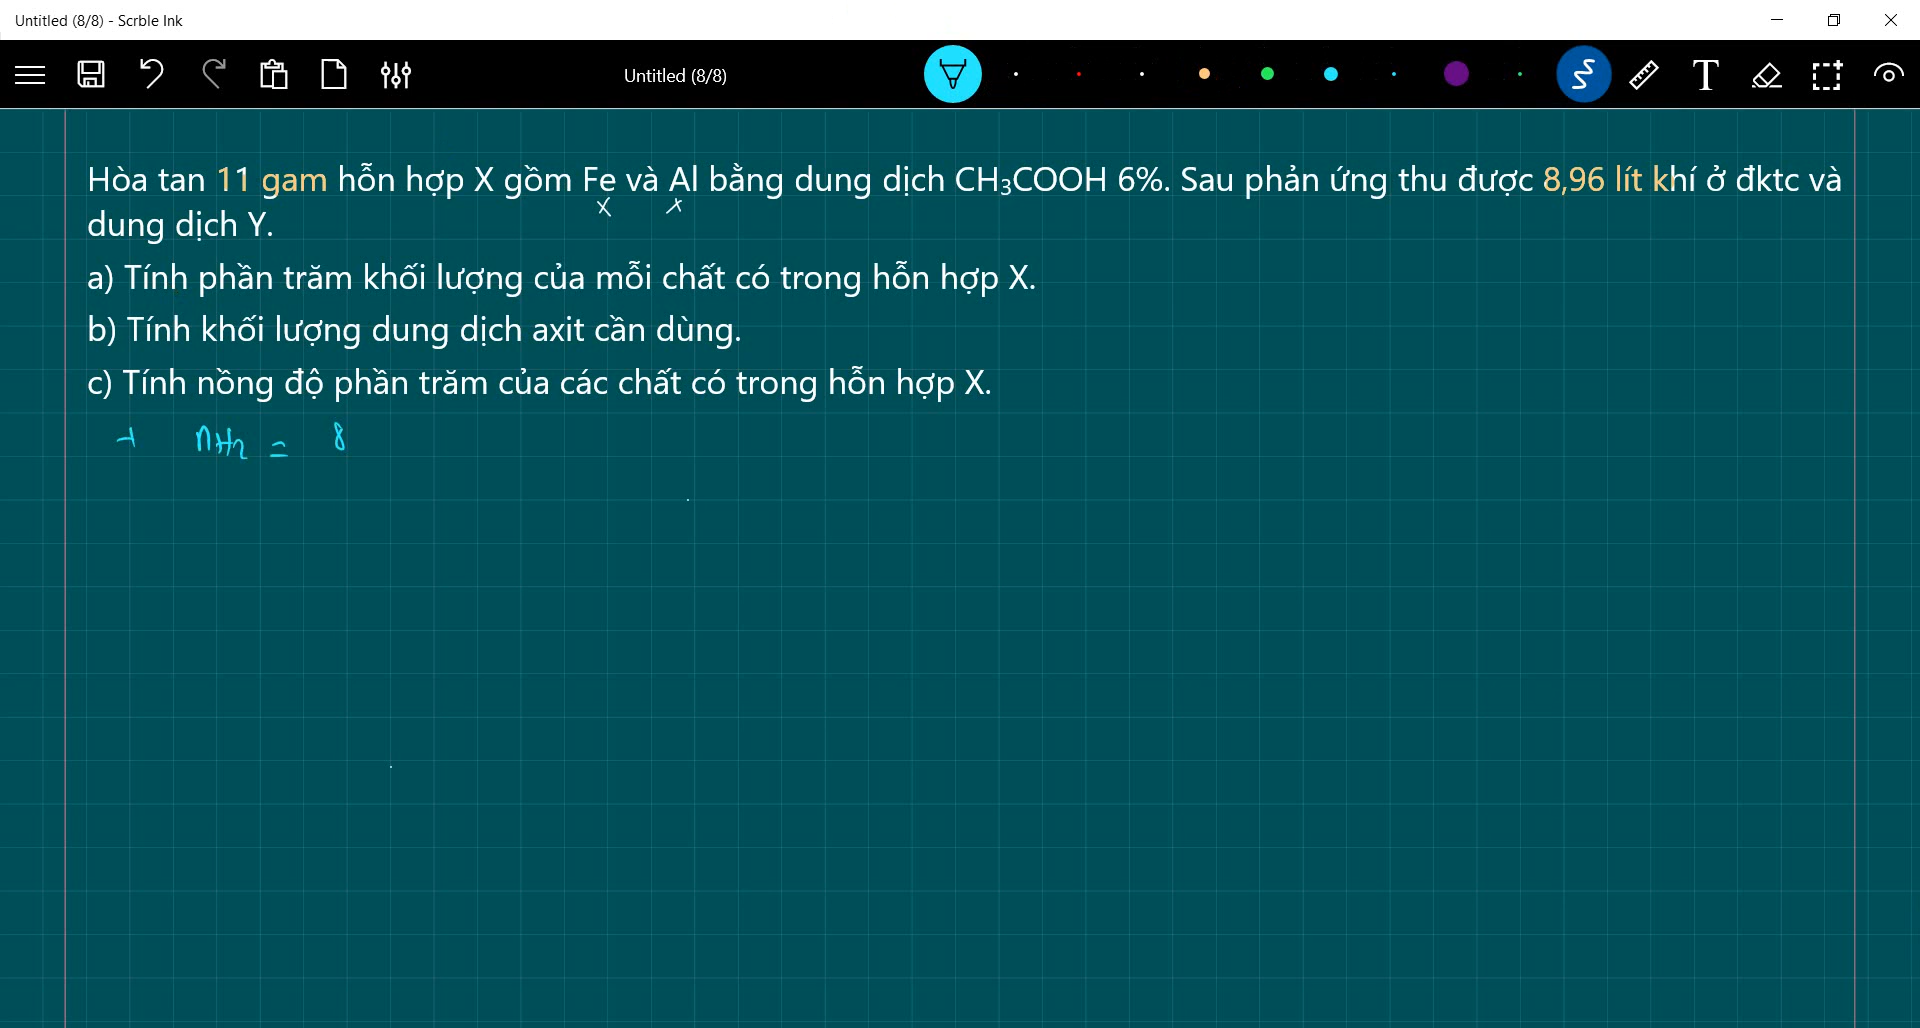 Untitled (8/8) - Scrble Ink
Untitled (8/8)
T
Hòa tan 11 gam hỗn hợp X gồm Fe và Al bằng dung dịch CH₃COOH 6%. Sau phản ứng thu được 8,96 lít khí ở đktc và
x x
dung dịch Y.
a) Tính phần trăm khối lượng của mỗi chất có trong hỗn hợp X.
b) Tính khối lượng dung dịch axit cần dùng.
c) Tính nồng độ phần trăm của các chất có trong hỗn hợp X.
+ nH₂ = 8